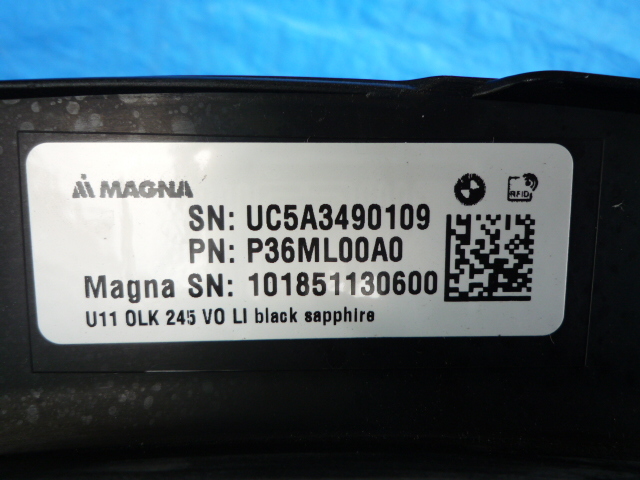 MAGNA
RFID
SN: UC5A3490109
PN: P36ML00A0
Magna SN: 101851130600
U11 OLK 245 VO LI black sapphire